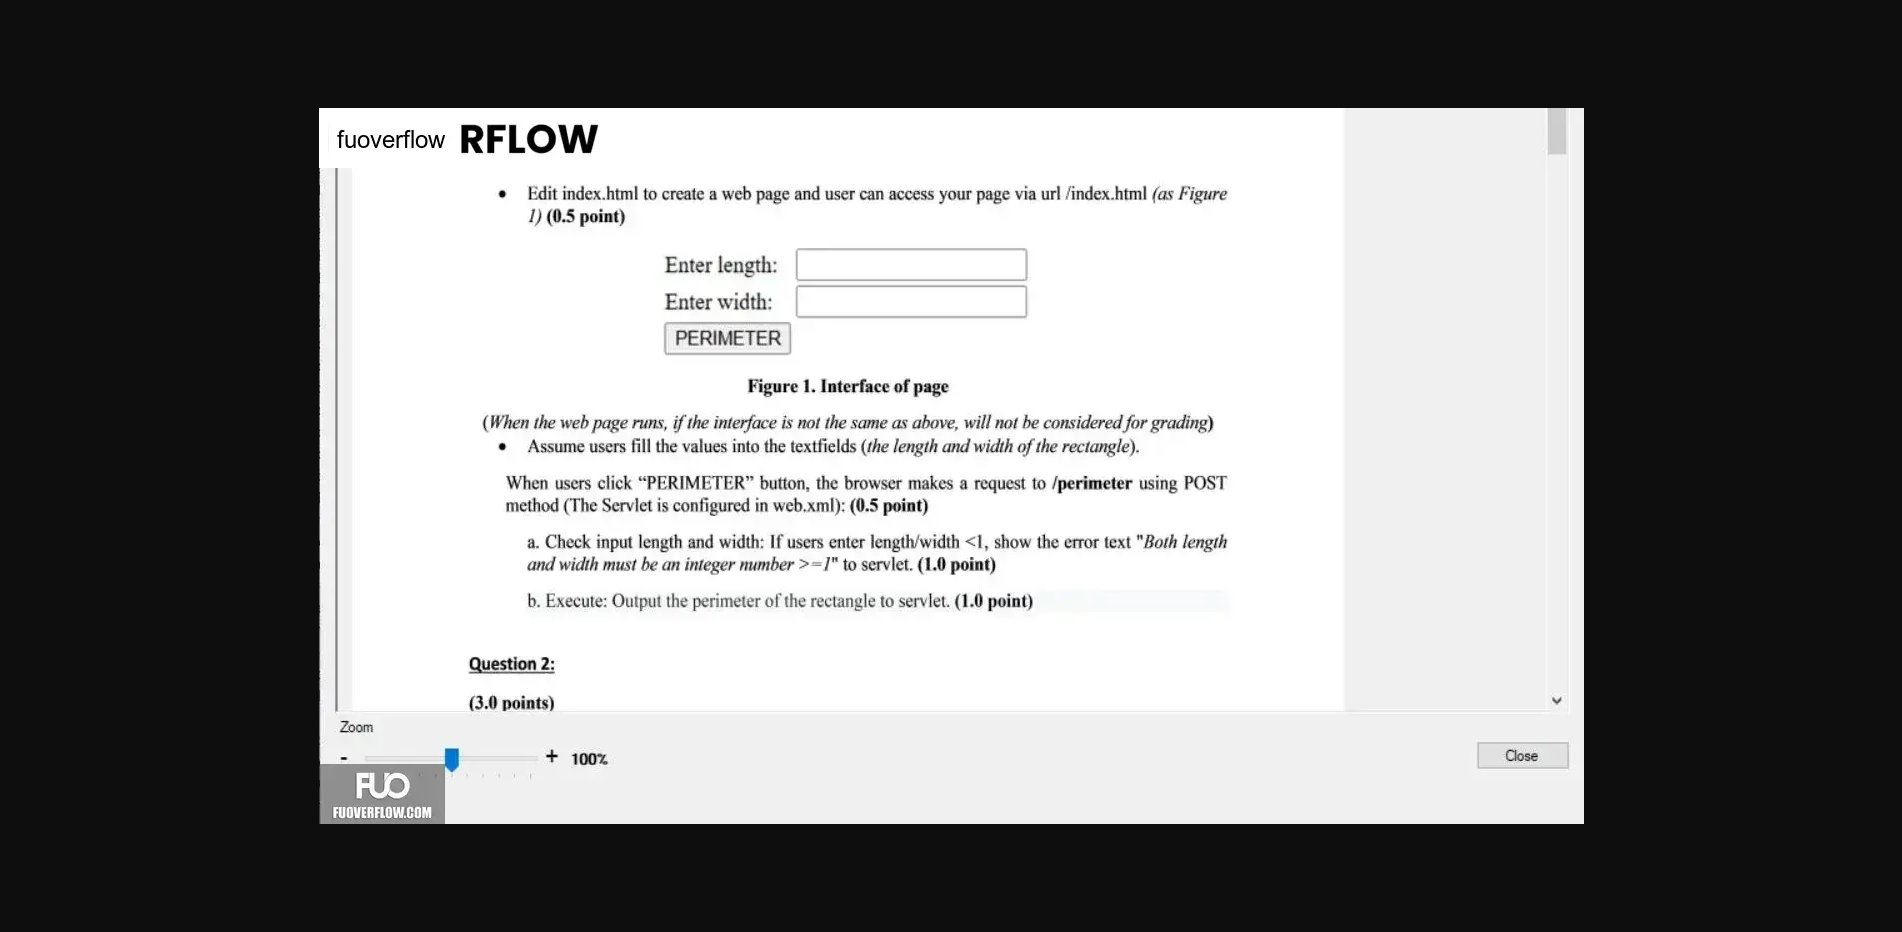 fuoverflow RFLOW
• Edit index.html to create a web page and user can access your page via url /index.html (as Figure
1) (0.5 point)
Enter length:
Enter width:
PERIMETER
Figure 1. Interface of page
(When the web page runs, if the interface is not the same as above, will not be considered for grading)
• Assume users fill the values into the textfields (the length and width of the rectangle).
When users click “PERIMETER” button, the browser makes a request to /perimeter using POST
method (The Servlet is configured in web.xml): (0.5 point)
a. Check input length and width: If users enter length/width <1, show the error text "Both length
and width must be an integer number >=1" to servlet. (1.0 point)
b. Execute: Output the perimeter of the rectangle to servlet. (1.0 point)
Question 2:
(3.0 points)
Zoom
- + 100%
Close
FUO
FUOVERFLOW.COM